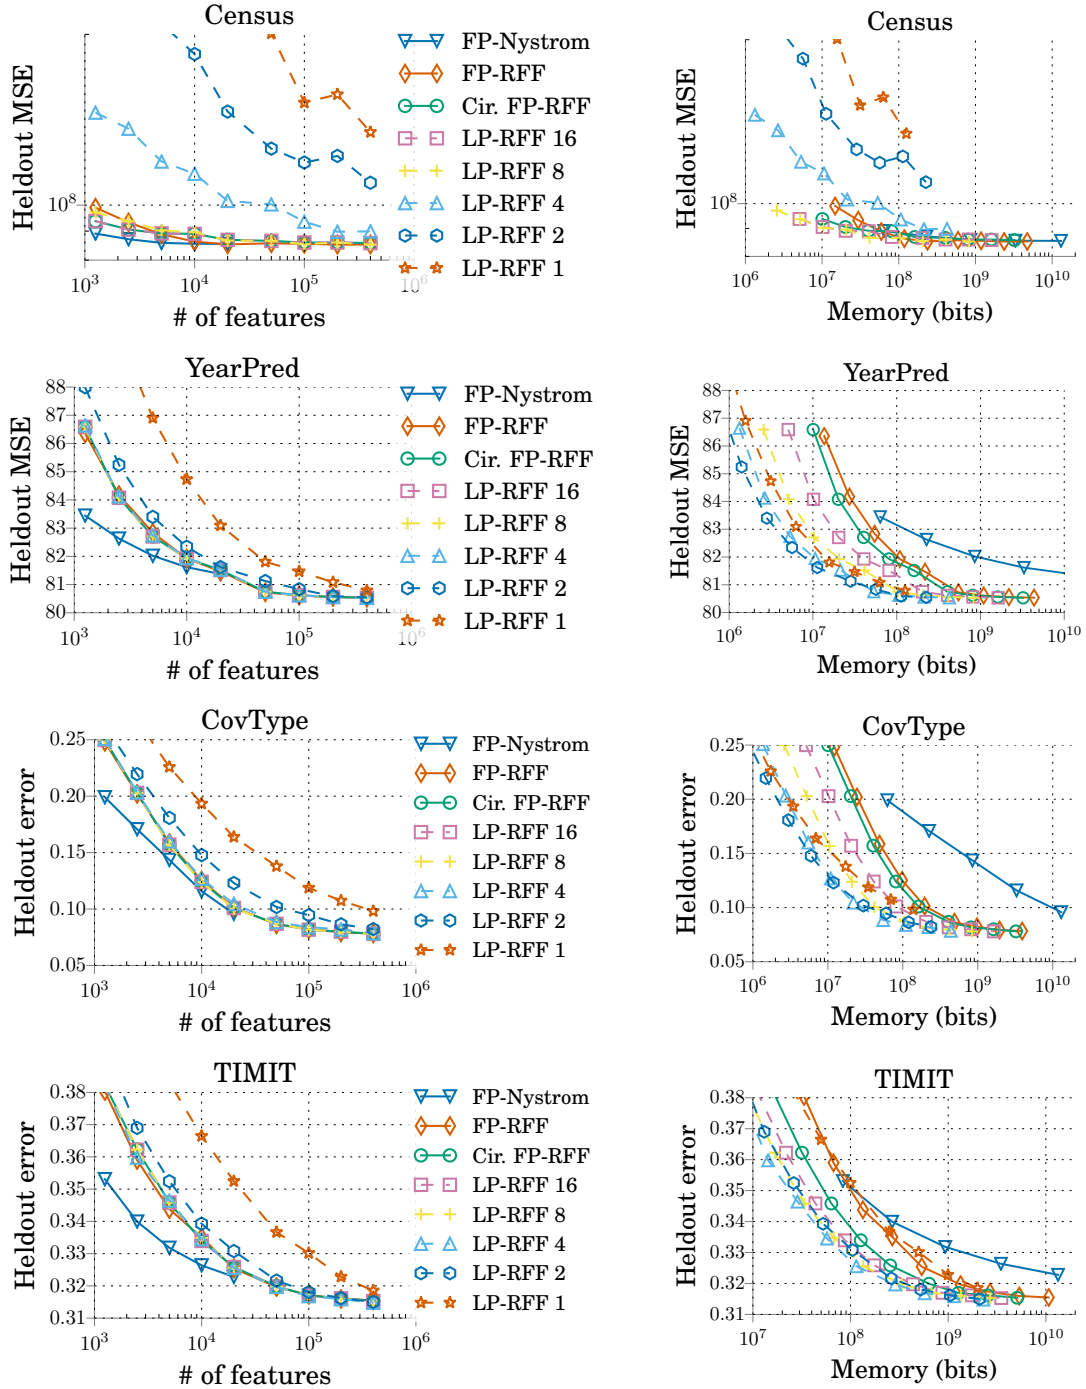 Census
Heldout MSE
10^8
10^3 10^4 10^5 10^6
# of features
FP-Nystrom
FP-RFF
Cir. FP-RFF
LP-RFF 16
LP-RFF 8
LP-RFF 4
LP-RFF 2
LP-RFF 1
Census
Heldout MSE
10^8
10^6 10^7 10^8 10^9 10^10
Memory (bits)
YearPred
Heldout MSE
88
87
86
85
84
83
82
81
80
10^3 10^4 10^5 10^6
# of features
FP-Nystrom
FP-RFF
Cir. FP-RFF
LP-RFF 16
LP-RFF 8
LP-RFF 4
LP-RFF 2
LP-RFF 1
YearPred
Heldout MSE
88
87
86
85
84
83
82
81
80
10^6 10^7 10^8 10^9 10^10
Memory (bits)
CovType
Heldout error
0.25
0.20
0.15
0.10
0.05
10^3 10^4 10^5 10^6
# of features
FP-Nystrom
FP-RFF
Cir. FP-RFF
LP-RFF 16
LP-RFF 8
LP-RFF 4
LP-RFF 2
LP-RFF 1
CovType
Heldout error
0.25
0.20
0.15
0.10
0.05
10^6 10^7 10^8 10^9 10^10
Memory (bits)
TIMIT
Heldout error
0.38
0.37
0.36
0.35
0.34
0.33
0.32
0.31
10^3 10^4 10^5 10^6
# of features
FP-Nystrom
FP-RFF
Cir. FP-RFF
LP-RFF 16
LP-RFF 8
LP-RFF 4
LP-RFF 2
LP-RFF 1
TIMIT
Heldout error
0.38
0.37
0.36
0.35
0.34
0.33
0.32
0.31
10^7 10^8 10^9 10^10
Memory (bits)